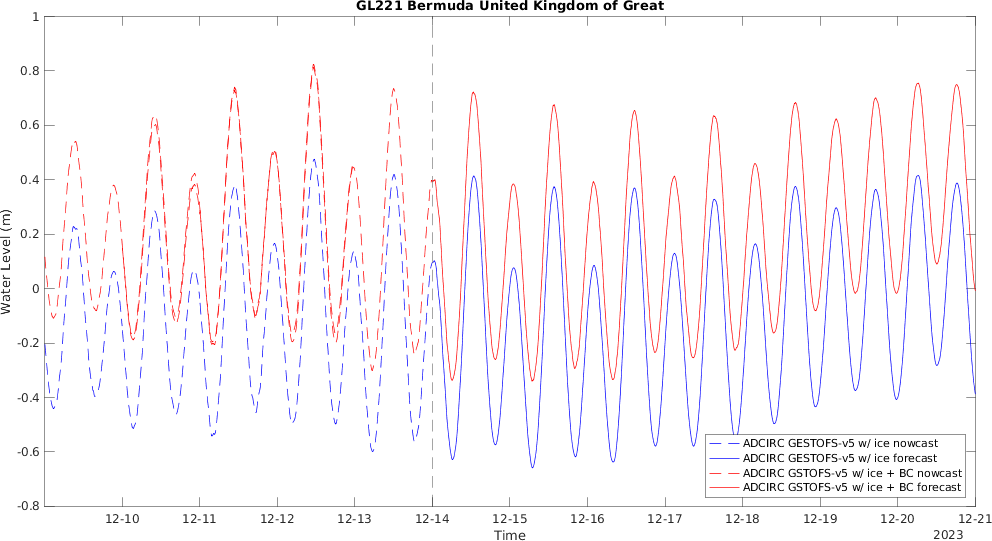 GL221 Bermuda United Kingdom of Great
1
0.8
0.6
0.4
0.2
0
-0.2
-0.4
-0.6
-0.8
Water Level (m)
12-10 12-11 12-12 12-13 12-14 12-15 12-16 12-17 12-18 12-19 12-20 12-21
Time
2023
ADCIRC GESTOFS-v5 w/ ice nowcast
ADCIRC GESTOFS-v5 w/ ice forecast
ADCIRC GSTOFS-v5 w/ ice + BC nowcast
ADCIRC GSTOFS-v5 w/ ice + BC forecast